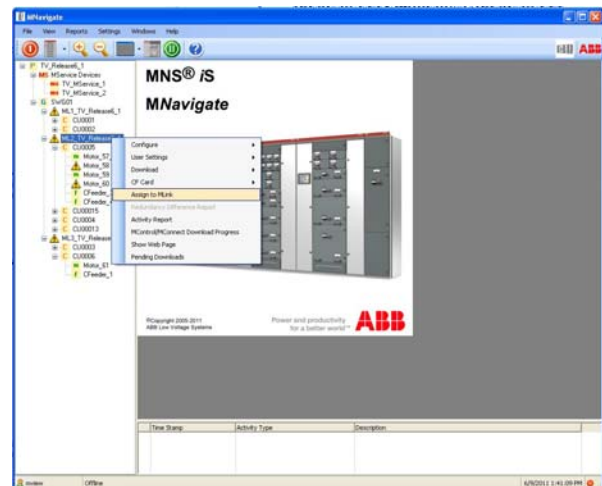 MNavigate
File View Reports Settings Windows Help
ABB
TV_Release6_1
MS MService Devices
TV_MService_1
TV_MService_2
G SWG01
ML1_TV_Release6_1
C CU0001
C CU0002
ML2_TV_Release
C CU0005
Motor_57
Motor_58
Motor_59
Motor_60
CFeeder_
CFeeder_
C CU00015
C CU0004
C CU00013
ML3_TV_Release
C CU0003
C CU0006
Motor_61
CFeeder_1
Configure
User Settings
Download
CF Card
Assign to MLink
Redundancy Difference Report
Activity Report
MControl/MConnect Download Progress
Show Web Page
Pending Downloads
MNS® iS
MNavigate
©Copyright 2005-2011
ABB Low Voltage Systems
Power and productivity
for a better world™
ABB
Time Stamp Activity Type Description
mview Offline 6/9/2011 1:41:09 PM